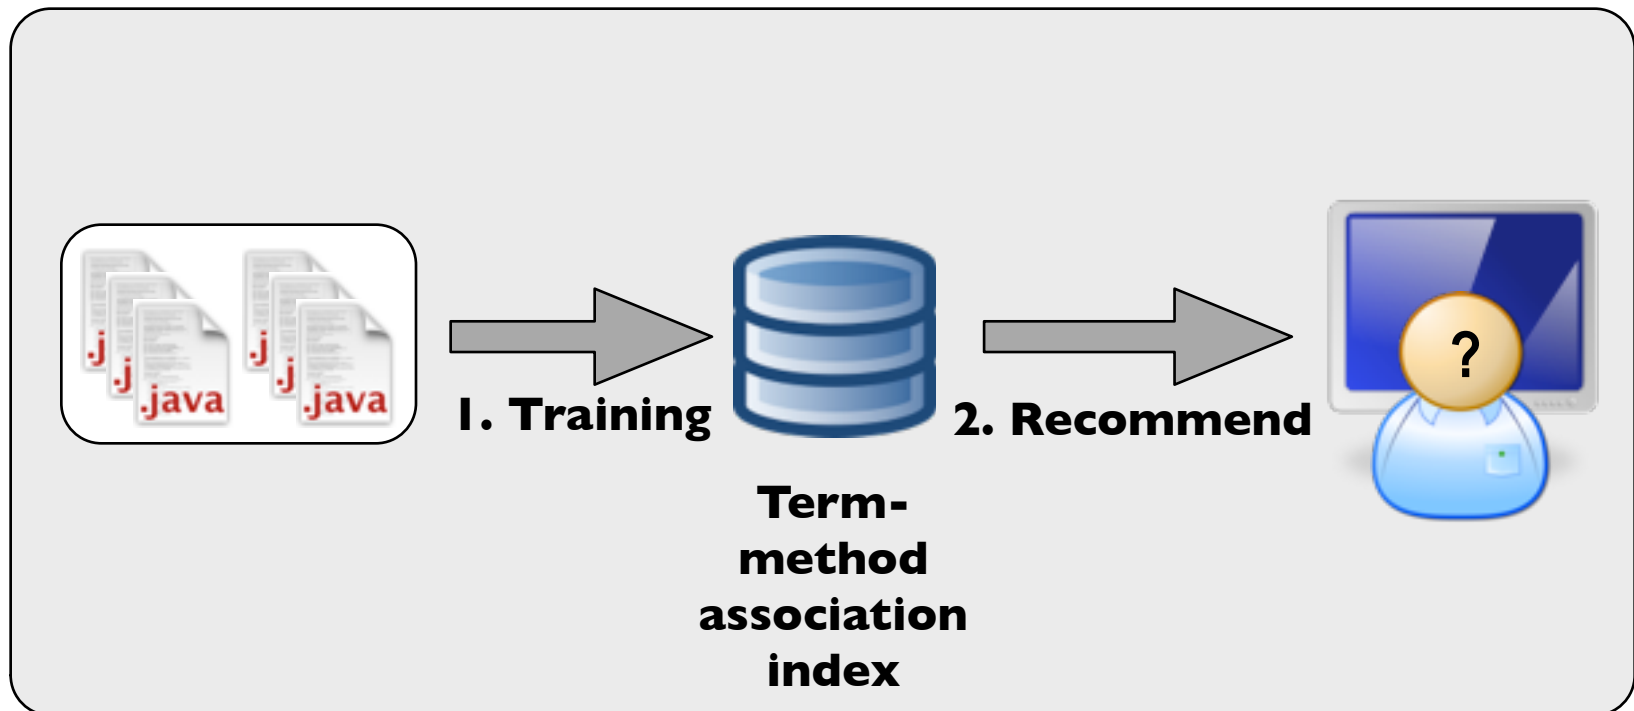 .j
.j
.java
.j
.j
.java
1. Training
2. Recommend
?
Term-
method
association
index